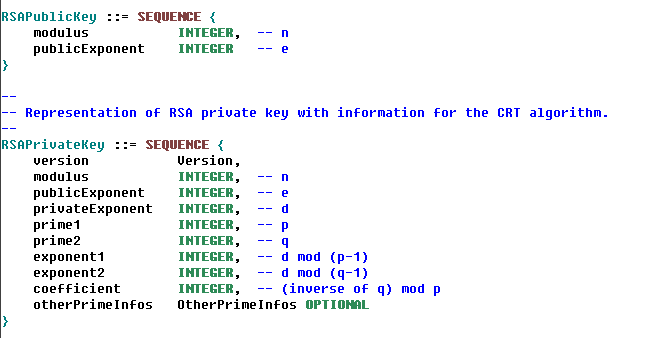 RSAPublicKey ::= SEQUENCE {
    modulus           INTEGER,  -- n
    publicExponent    INTEGER   -- e
}

--
-- Representation of RSA private key with information for the CRT algorithm.
--
RSAPrivateKey ::= SEQUENCE {
    version           Version,
    modulus           INTEGER,  -- n
    publicExponent    INTEGER,  -- e
    privateExponent   INTEGER,  -- d
    prime1            INTEGER,  -- p
    prime2            INTEGER,  -- q
    exponent1         INTEGER,  -- d mod (p-1)
    exponent2         INTEGER,  -- d mod (q-1)
    coefficient       INTEGER,  -- (inverse of q) mod p
    otherPrimeInfos   OtherPrimeInfos OPTIONAL
}